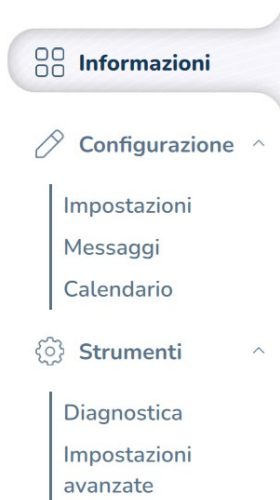 Informazioni
Configurazione
Impostazioni
Messaggi
Calendario
Strumenti
Diagnostica
Impostazioni
avanzate